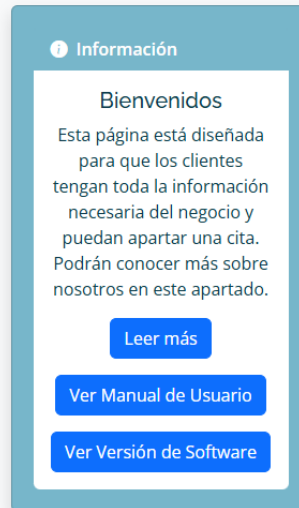 Información
Bienvenidos
Esta página está diseñada
para que los clientes
tengan toda la información
necesaria del negocio y
puedan apartar una cita.
Podrán conocer más sobre
nosotros en este apartado.
Leer más
Ver Manual de Usuario
Ver Versión de Software